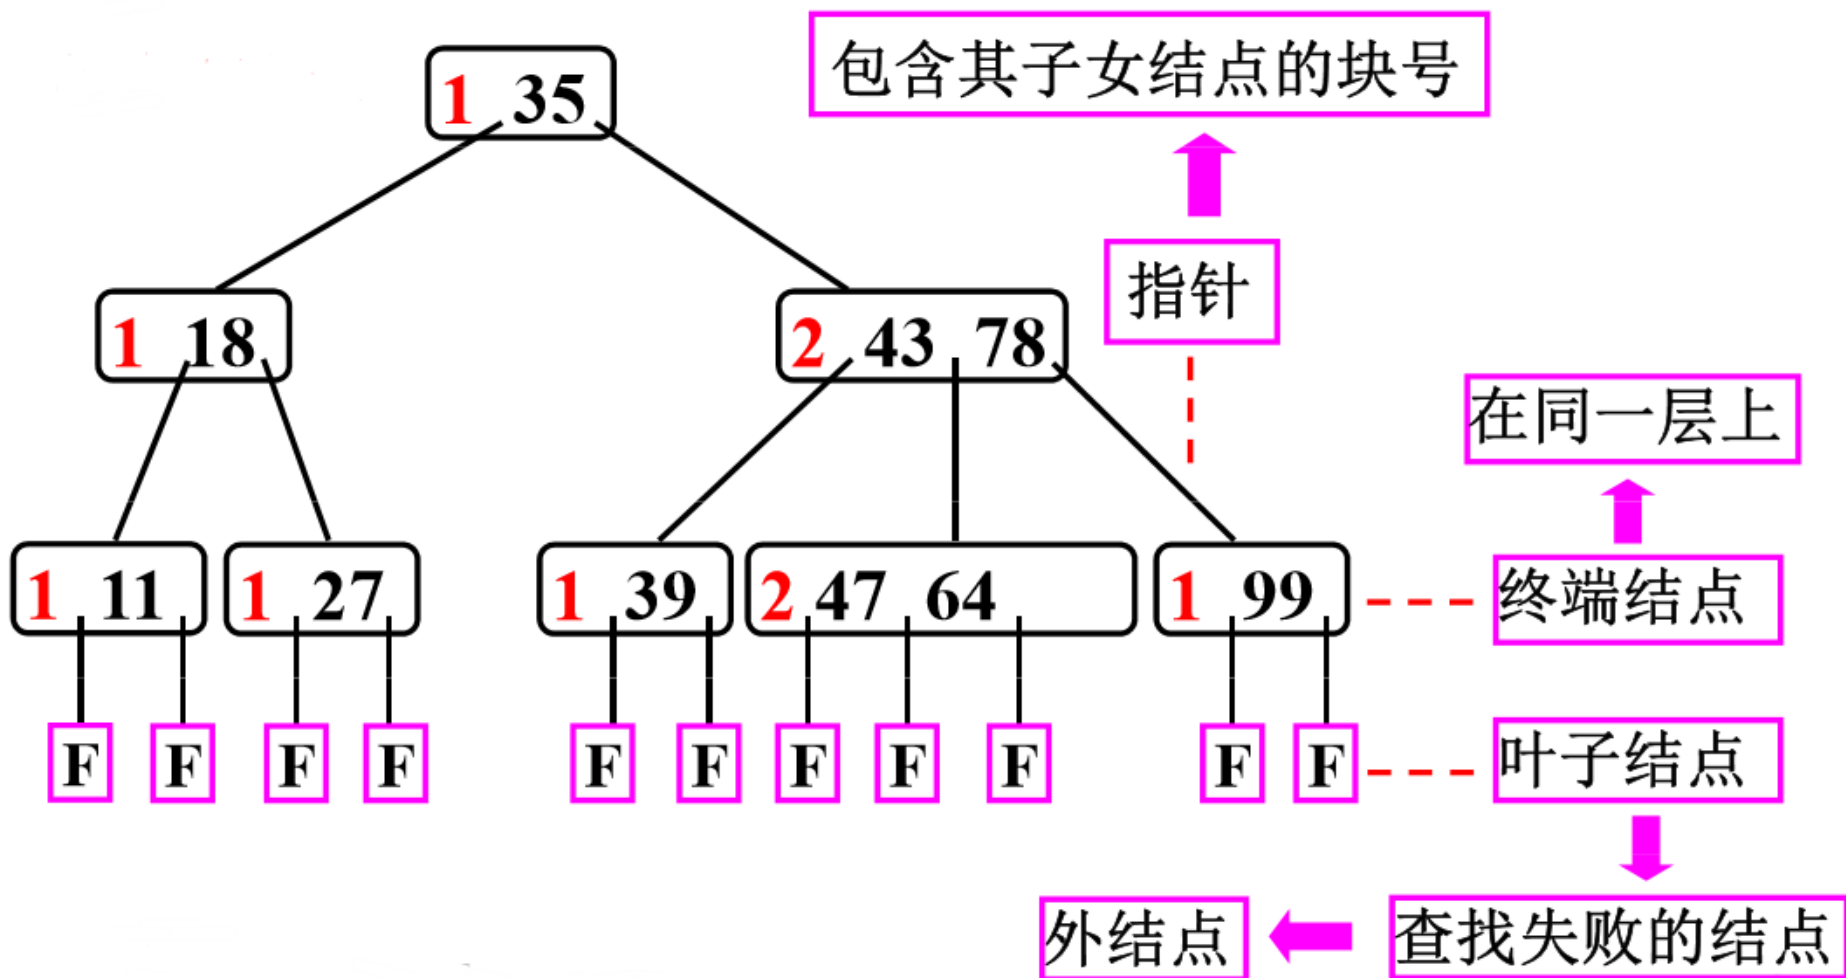 包含其子女结点的块号
1 35
指针
1 18
2 43 78
在同一层上
1 11
1 27
1 39
2 47 64
1 99
终端结点
F F F F F F F F F F F
叶子结点
外结点
查找失败的结点